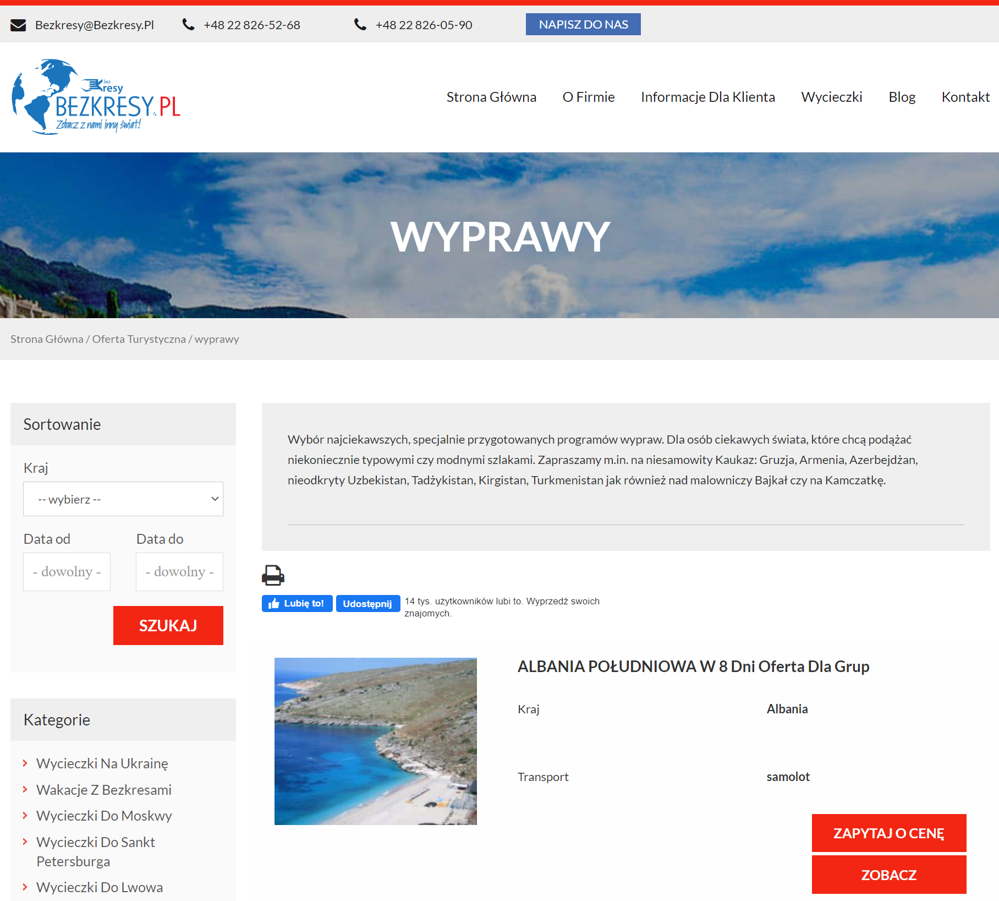 Bezkresy@Bezkresy.Pl
+48 22 826-52-68
+48 22 826-05-90
NAPISZ DO NAS
bez
Kresy
BEZKRESY.PL
Zobacz z nami inny świat!
Strona Główna
O Firmie
Informacje Dla Klienta
Wycieczki
Blog
Kontakt
WYPRAWY
Strona Główna / Oferta Turystyczna / wyprawy
Sortowanie
Kraj
-- wybierz --
Data od
Data do
- dowolny -
- dowolny -
SZUKAJ
Kategorie
Wycieczki Na Ukrainę
Wakacje Z Bezkresami
Wycieczki Do Moskwy
Wycieczki Do Sankt
Petersburga
Wycieczki Do Lwowa
Wybór najciekawszych, specjalnie przygotowanych programów wypraw. Dla osób ciekawych świata, które chcą podążać
niekoniecznie typowymi czy modnymi szlakami. Zapraszamy m.in. na niesamowity Kaukaz: Gruzja, Armenia, Azerbejdżan,
nieodkryty Uzbekistan, Tadżykistan, Kirgistan, Turkmenistan jak również nad malowniczy Bajkał czy na Kamczatkę.
Lubię to!
Udostępnij
14 tys. użytkowników lubi to. Wyprzedź swoich
znajomych.
ALBANIA POŁUDNIOWA W 8 Dni Oferta Dla Grup
Kraj
Albania
Transport
samolot
ZAPYTAJ O CENĘ
ZOBACZ